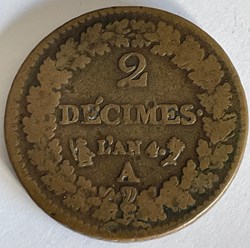 2
DÉCIMES.
L'AN 4.
A